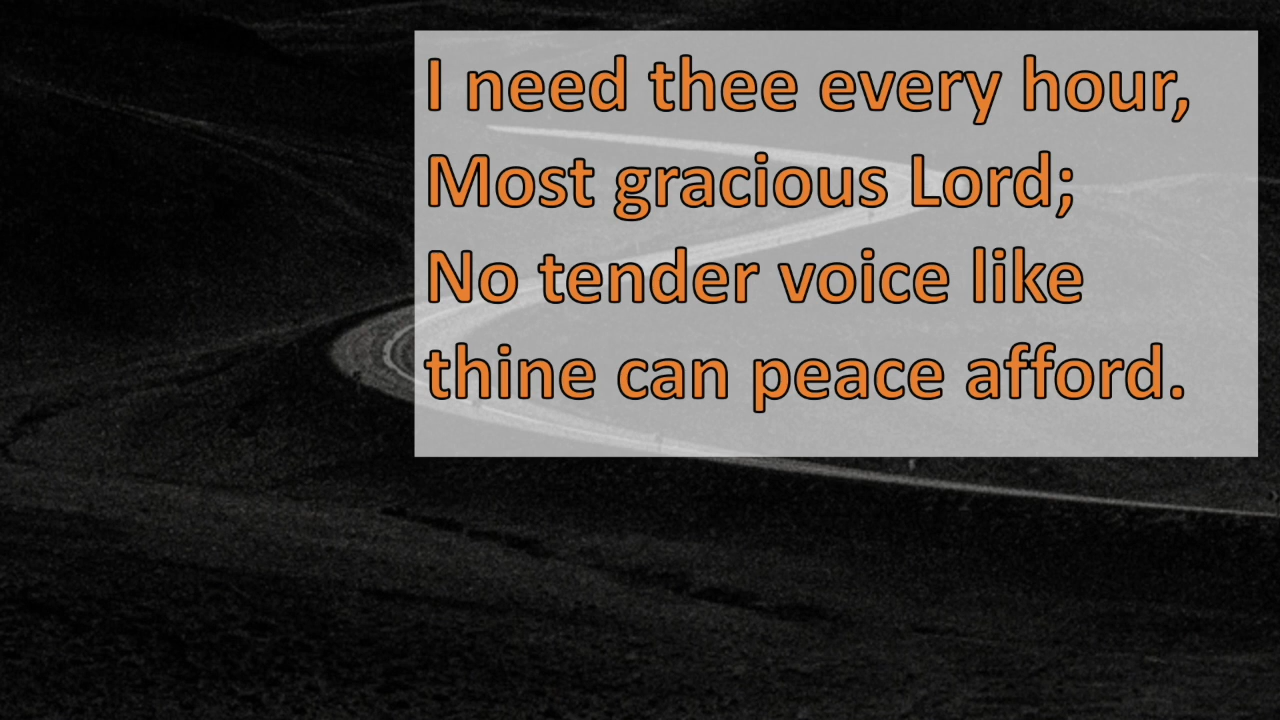 I need thee every hour,
Most gracious Lord;
No tender voice like
thine can peace afford.